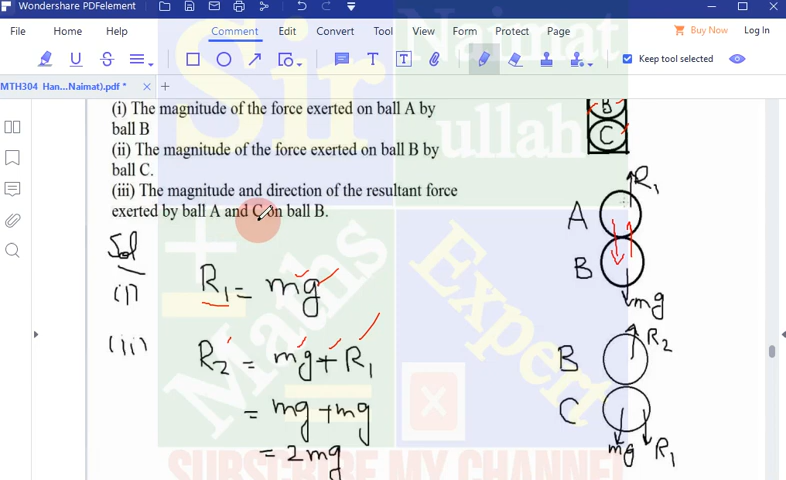 Wondershare PDFelement
File Home Help Comment Edit Convert Tool View Form Protect Page Buy Now Log In
Keep tool selected
MTH304 Han...Naimat).pdf * × +
(i) The magnitude of the force exerted on ball A by
ball B
(ii) The magnitude of the force exerted on ball B by
ball C.
(iii) The magnitude and direction of the resultant force
exerted by ball A and C on ball B.
B
C
R1
A
B
mg
Sol
(i) R1 = mg
(ii) R2 = mg + R1
= mg + mg
= 2mg
R2
B
C
mg R1
Sir
Naimat
ullah
Maths
Expert
SUBSCRIBE MY CHANNEL